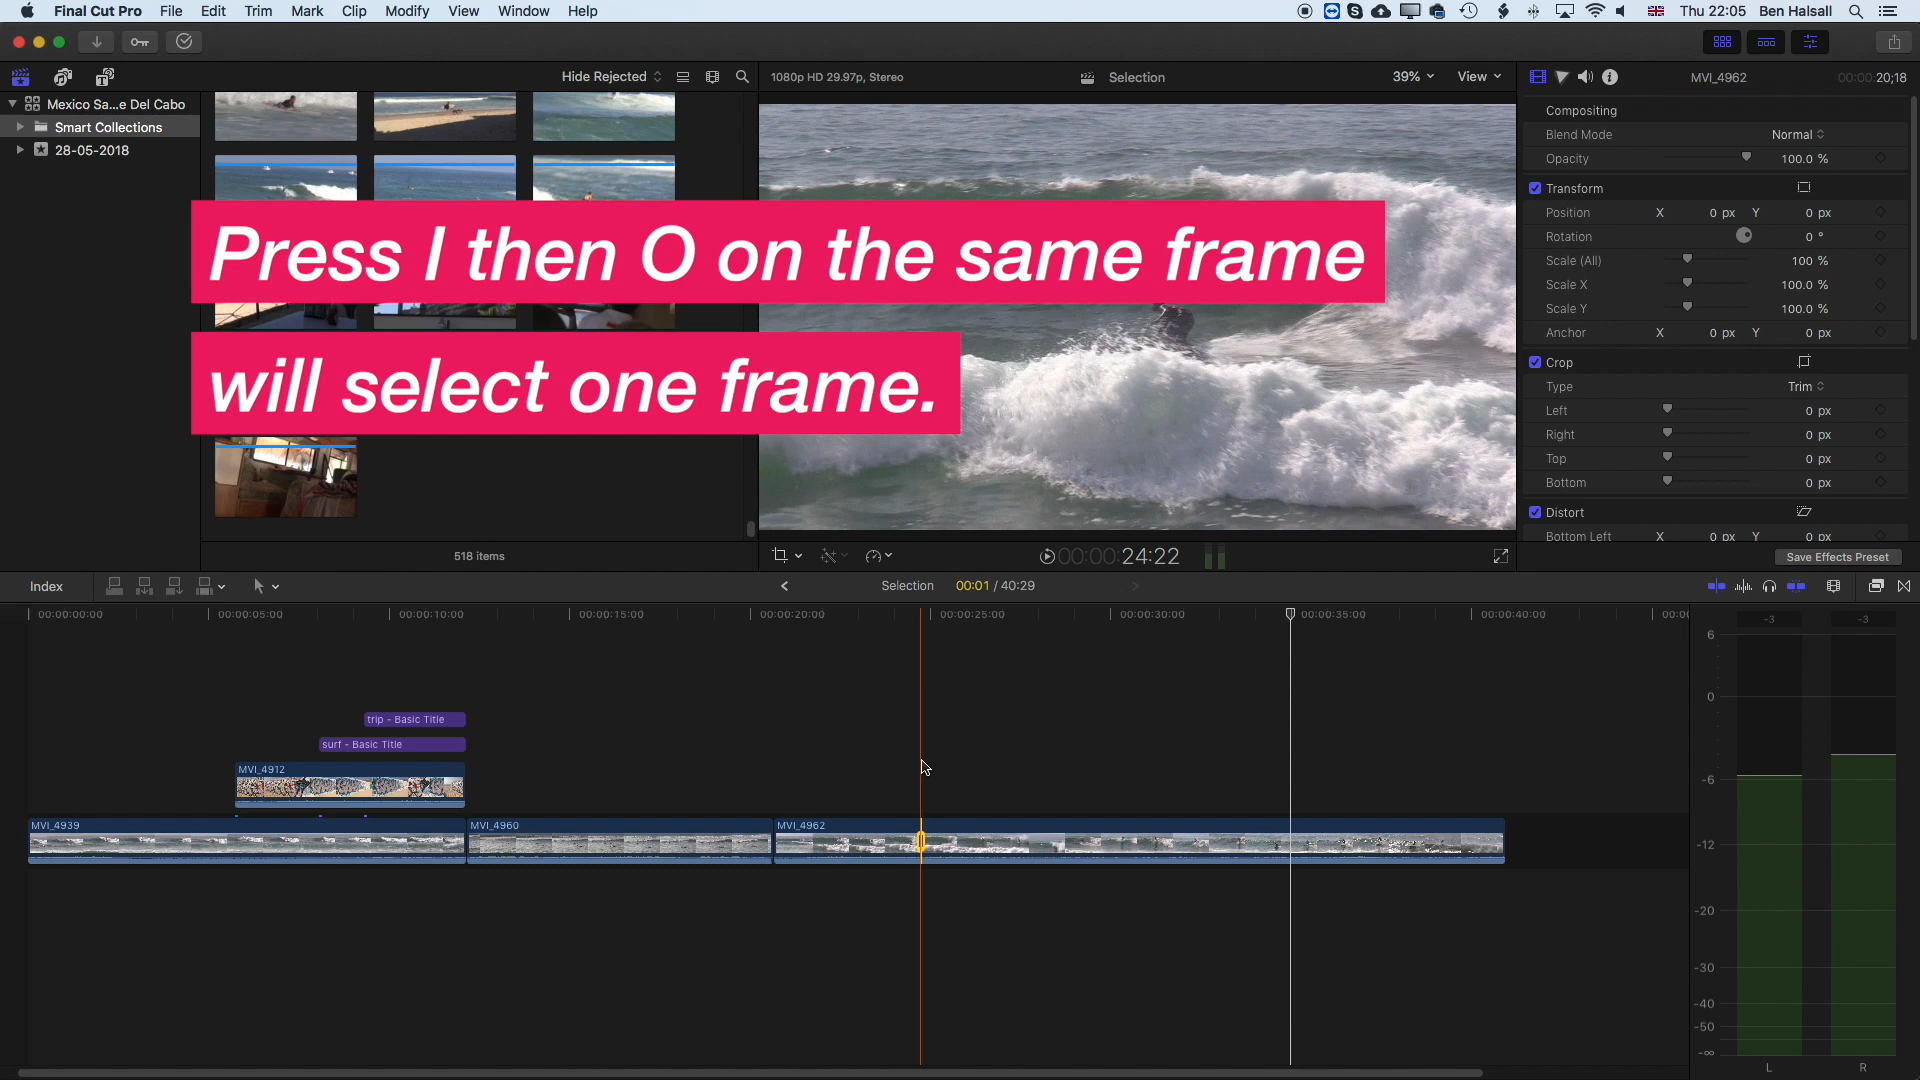 Final Cut Pro File Edit Trim Mark Clip Modify View Window Help Thu 22:05 Ben Halsall
Hide Rejected 1080p HD 29.97p, Stereo Selection 39% View MVI_4962 00:00:20;18
Mexico Sa...e Del Cabo
Smart Collections
28-05-2018
Press I then O on the same frame
will select one frame.
518 items
00:00:24:22
Compositing
Blend Mode Normal
Opacity 100.0 %
Transform
Position X 0 px Y 0 px
Rotation 0 °
Scale (All) 100 %
Scale X 100.0 %
Scale Y 100.0 %
Anchor X 0 px Y 0 px
Crop
Type Trim
Left 0 px
Right 0 px
Top 0 px
Bottom 0 px
Distort
Bottom Left X 0 px Y 0 px
Save Effects Preset
Index Selection 00:01 / 40:29
00:00:00:00 00:00:05:00 00:00:10:00 00:00:15:00 00:00:20:00 00:00:25:00 00:00:30:00 00:00:35:00 00:00:40:00
trip - Basic Title
surf - Basic Title
MVI_4912
MVI_4939 MVI_4960 MVI_4962
-3 -3
6
0
-6
-12
-20
-30
-40
-50
-∞
L R